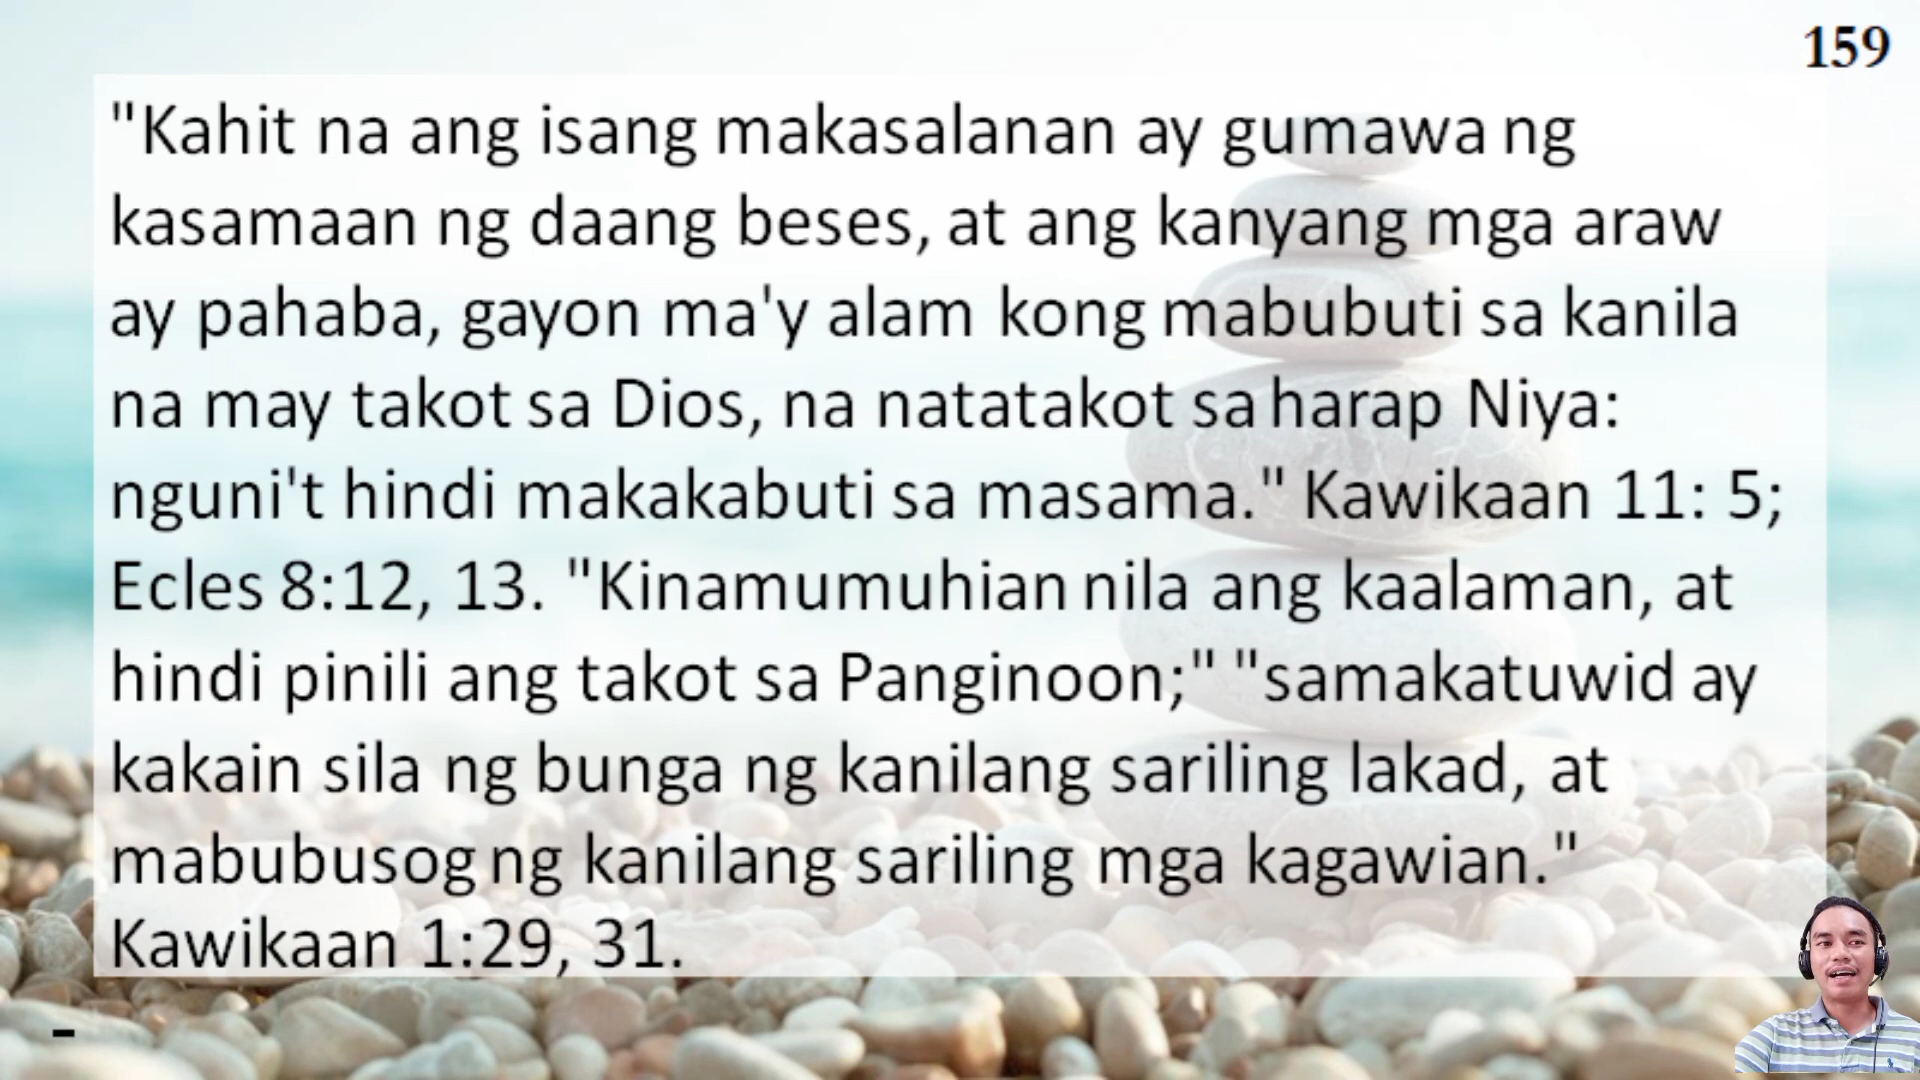 159
"Kahit na ang isang makasalanan ay gumawa ng
kasamaan ng daang beses, at ang kanyang mga araw
ay pahaba, gayon ma'y alam kong mabubuti sa kanila
na may takot sa Dios, na natatakot sa harap Niya:
nguni't hindi makakabuti sa masama." Kawikaan 11: 5;
Ecles 8:12, 13. "Kinamumuhian nila ang kaalaman, at
hindi pinili ang takot sa Panginoon;" "samakatuwid ay
kakain sila ng bunga ng kanilang sariling lakad, at
mabubusog ng kanilang sariling mga kagawian."
Kawikaan 1:29, 31.
-